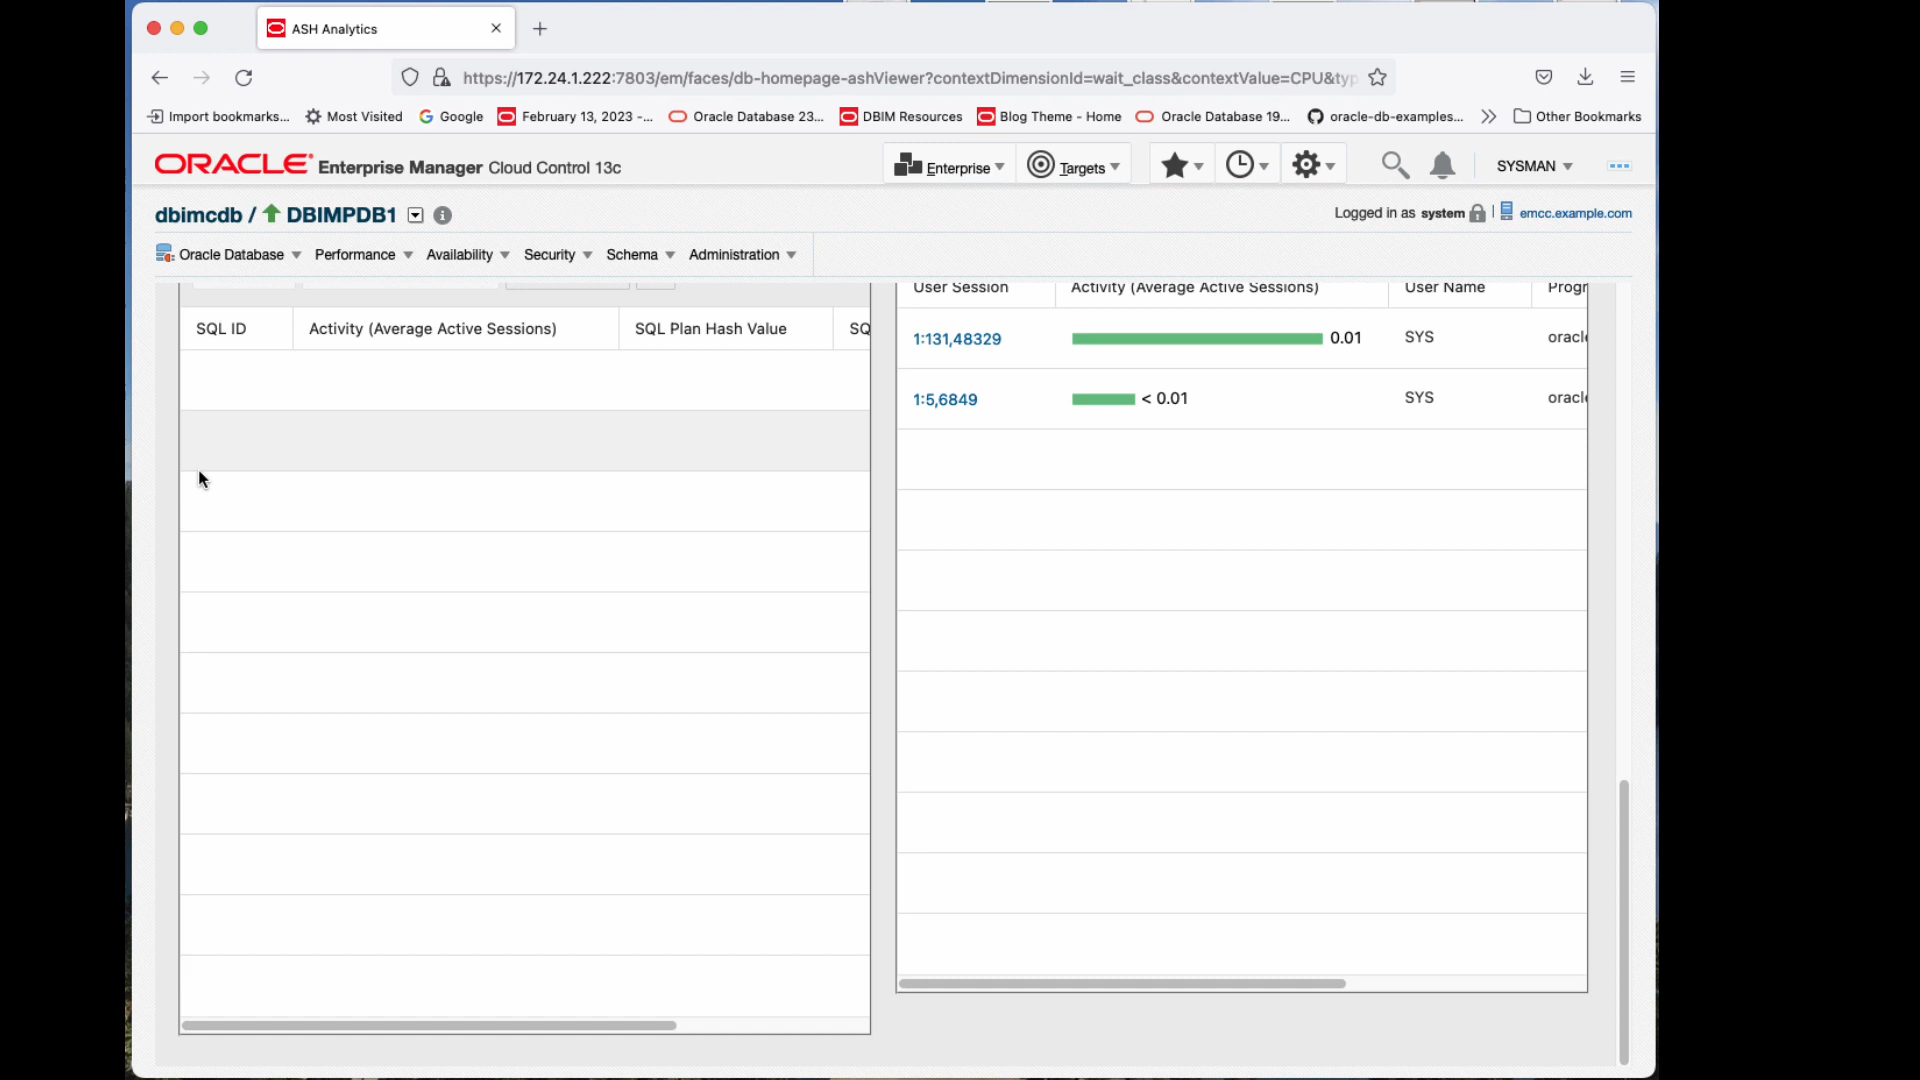 ASH Analytics
https://172.24.1.222:7803/em/faces/db-homepage-ashViewer?contextDimensionId=wait_class&contextValue=CPU&typ
Import bookmarks... Most Visited Google February 13, 2023 -... Oracle Database 23... DBIM Resources Blog Theme - Home Oracle Database 19... oracle-db-examples... Other Bookmarks
ORACLE Enterprise Manager Cloud Control 13c Enterprise Targets SYSMAN
dbimcdb / DBIMPDB1 Logged in as system emcc.example.com
Oracle Database Performance Availability Security Schema Administration
User Session Activity (Average Active Sessions) User Name Progr
SQL ID Activity (Average Active Sessions) SQL Plan Hash Value SQ
1:131,48329 0.01 SYS oracle
1:5,6849 < 0.01 SYS oracle